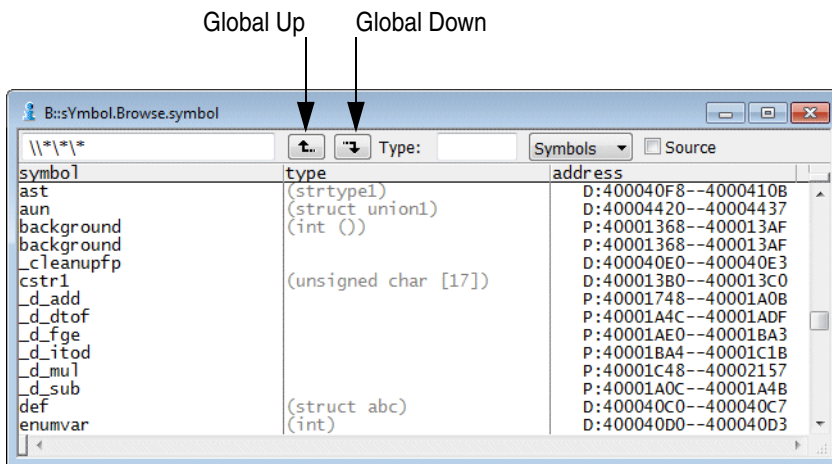 Global Up Global Down
B::sYmbol.Browse.symbol
\\*\*\* Type: Symbols Source
symbol type address
ast (strtype1) D:400040F8--4000410B
aun (struct union1) D:40004420--40004437
background (int ()) P:40001368--400013AF
background P:40001368--400013AF
_cleanupfp D:400040E0--400040E3
cstr1 (unsigned char [17]) D:400013B0--400013C0
_d_add P:40001748--40001A0B
_d_dtof P:40001A4C--40001ADF
_d_fge P:40001AE0--40001BA3
_d_itod P:40001BA4--40001C1B
_d_mul P:40001C48--40002157
_d_sub P:40001A0C--40001A4B
def (struct abc) D:400040C0--400040C7
enumvar (int) D:400040D0--400040D3